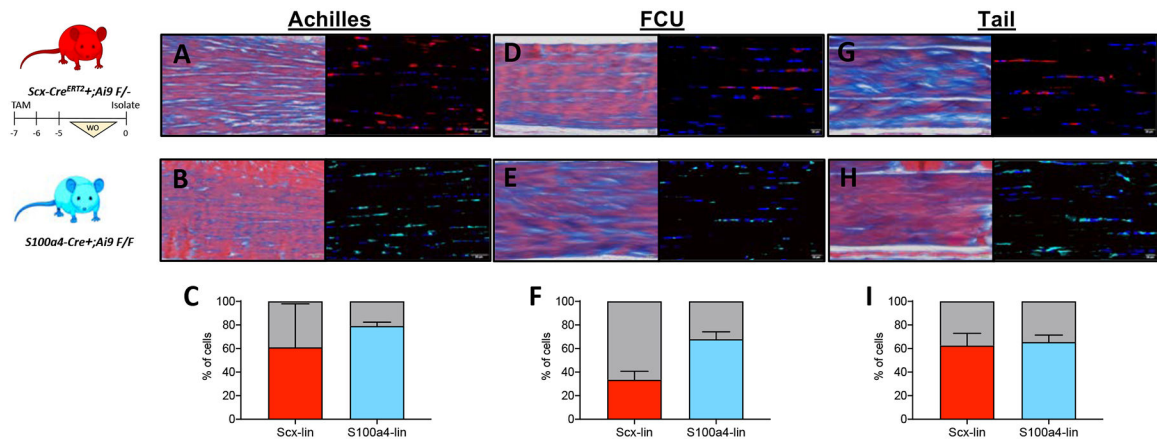 Achilles
FCU
Tail
A
D
G
Scx-Cre^ERT2+;Ai9 F/-
TAM
Isolate
WO
-7 -6 -5 0
B
E
H
S100a4-Cre+;Ai9 F/F
C
F
I
% of cells
100
80
60
40
20
0
Scx-lin
S100a4-lin
% of cells
100
80
60
40
20
0
Scx-lin
S100a4-lin
% of cells
100
80
60
40
20
0
Scx-lin
S100a4-lin